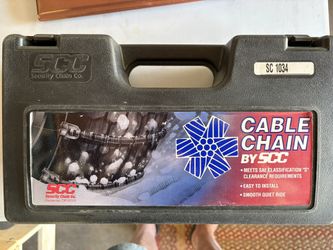 SCC
Security Chain Co.
SC 1034
CABLE
CHAIN
BY SCC
• MEETS SAE CLASSIFICATION "S"
CLEARANCE REQUIREMENTS
• EASY TO INSTALL
• SMOOTH QUIET RIDE
SCC
Security Chain Co.